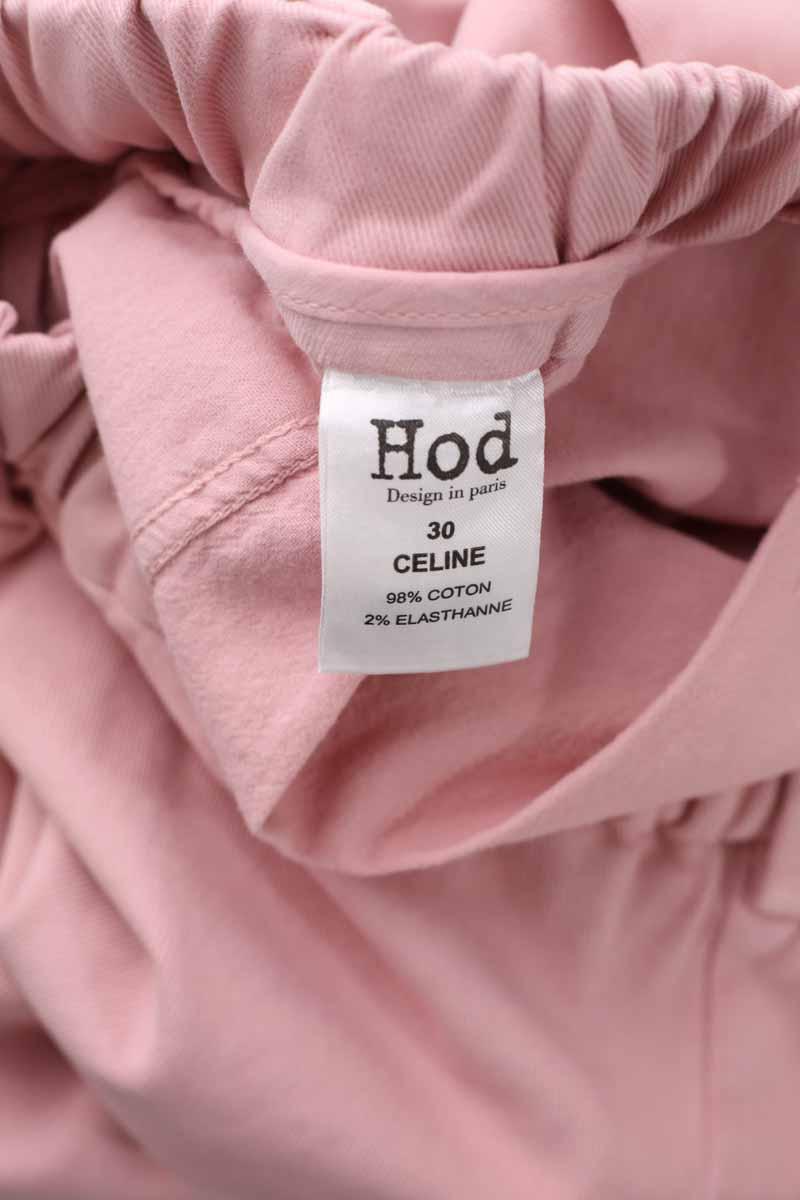 Hod
Design in paris
30
CELINE
98% COTON
2% ELASTHANNE